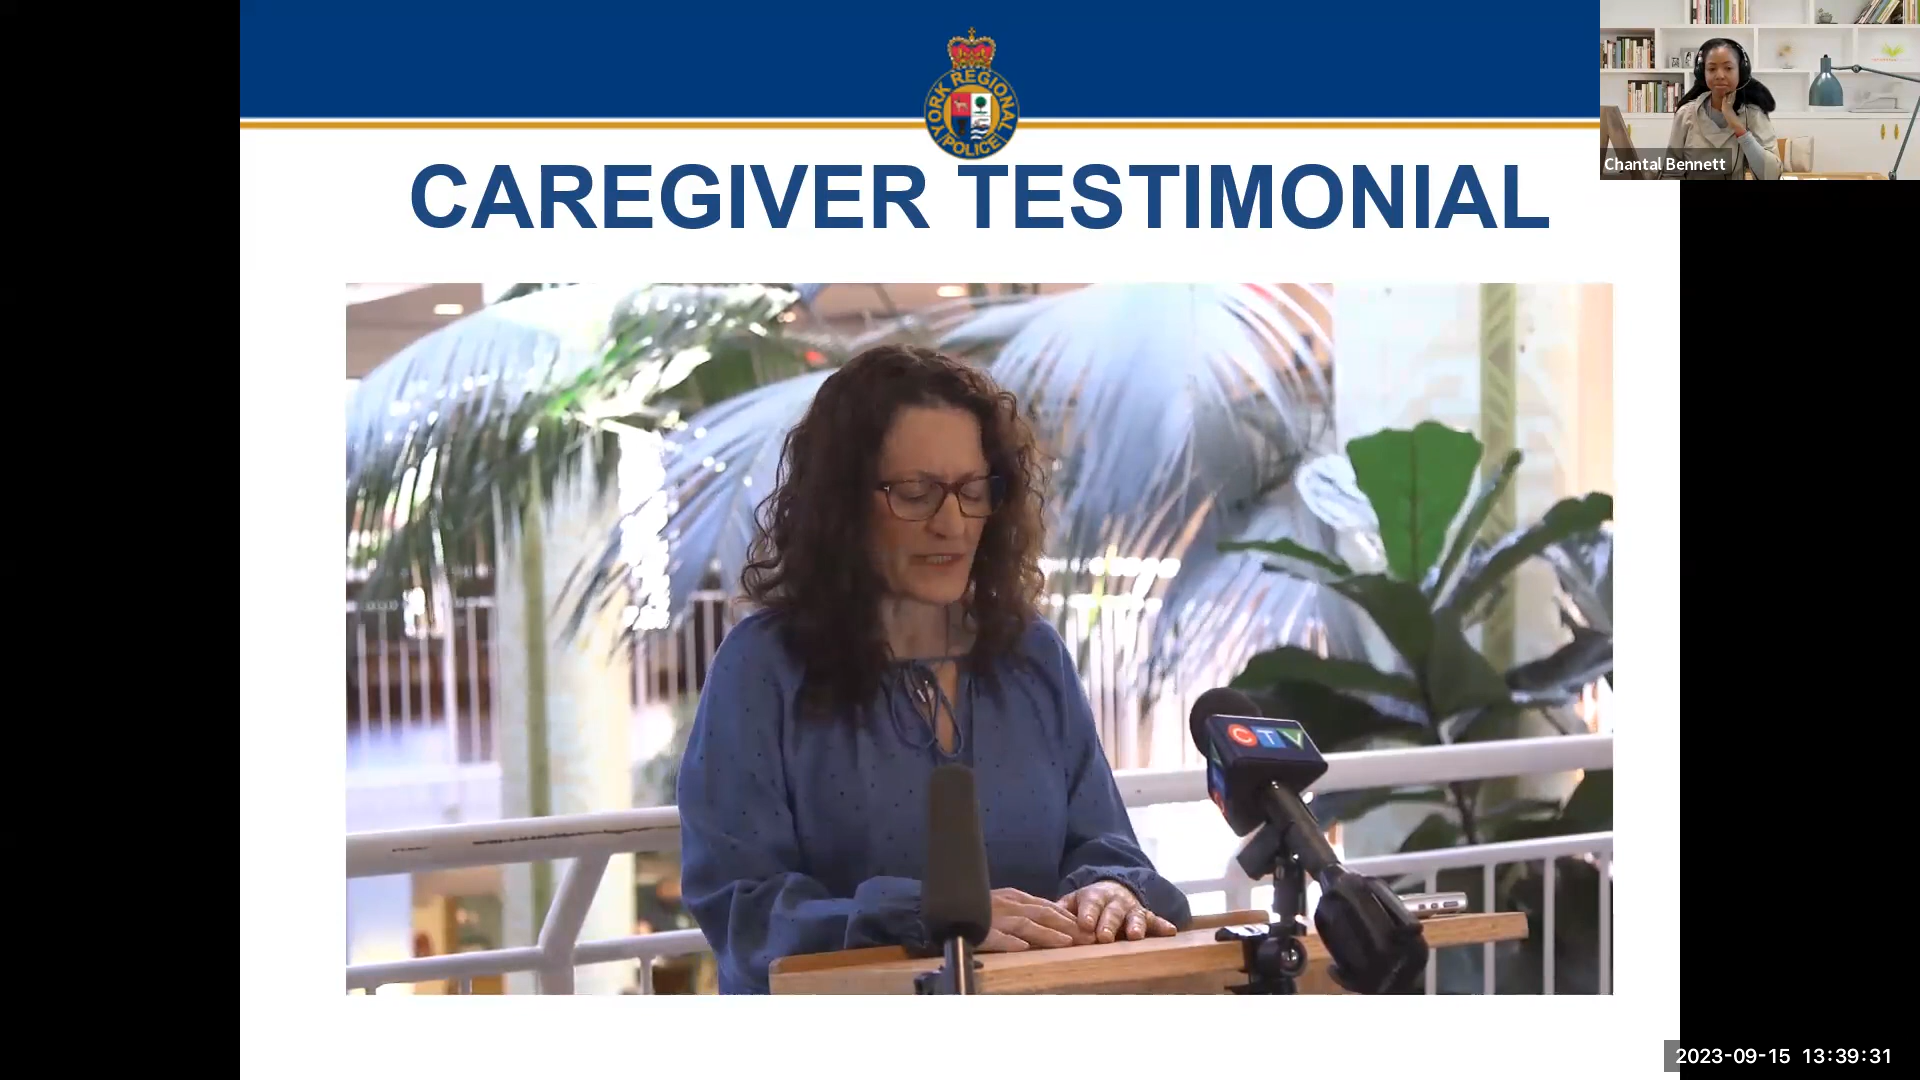 YORK REGIONAL
POLICE
Chantal Bennett
CAREGIVER TESTIMONIAL
CTV
2023-09-15 13:39:31